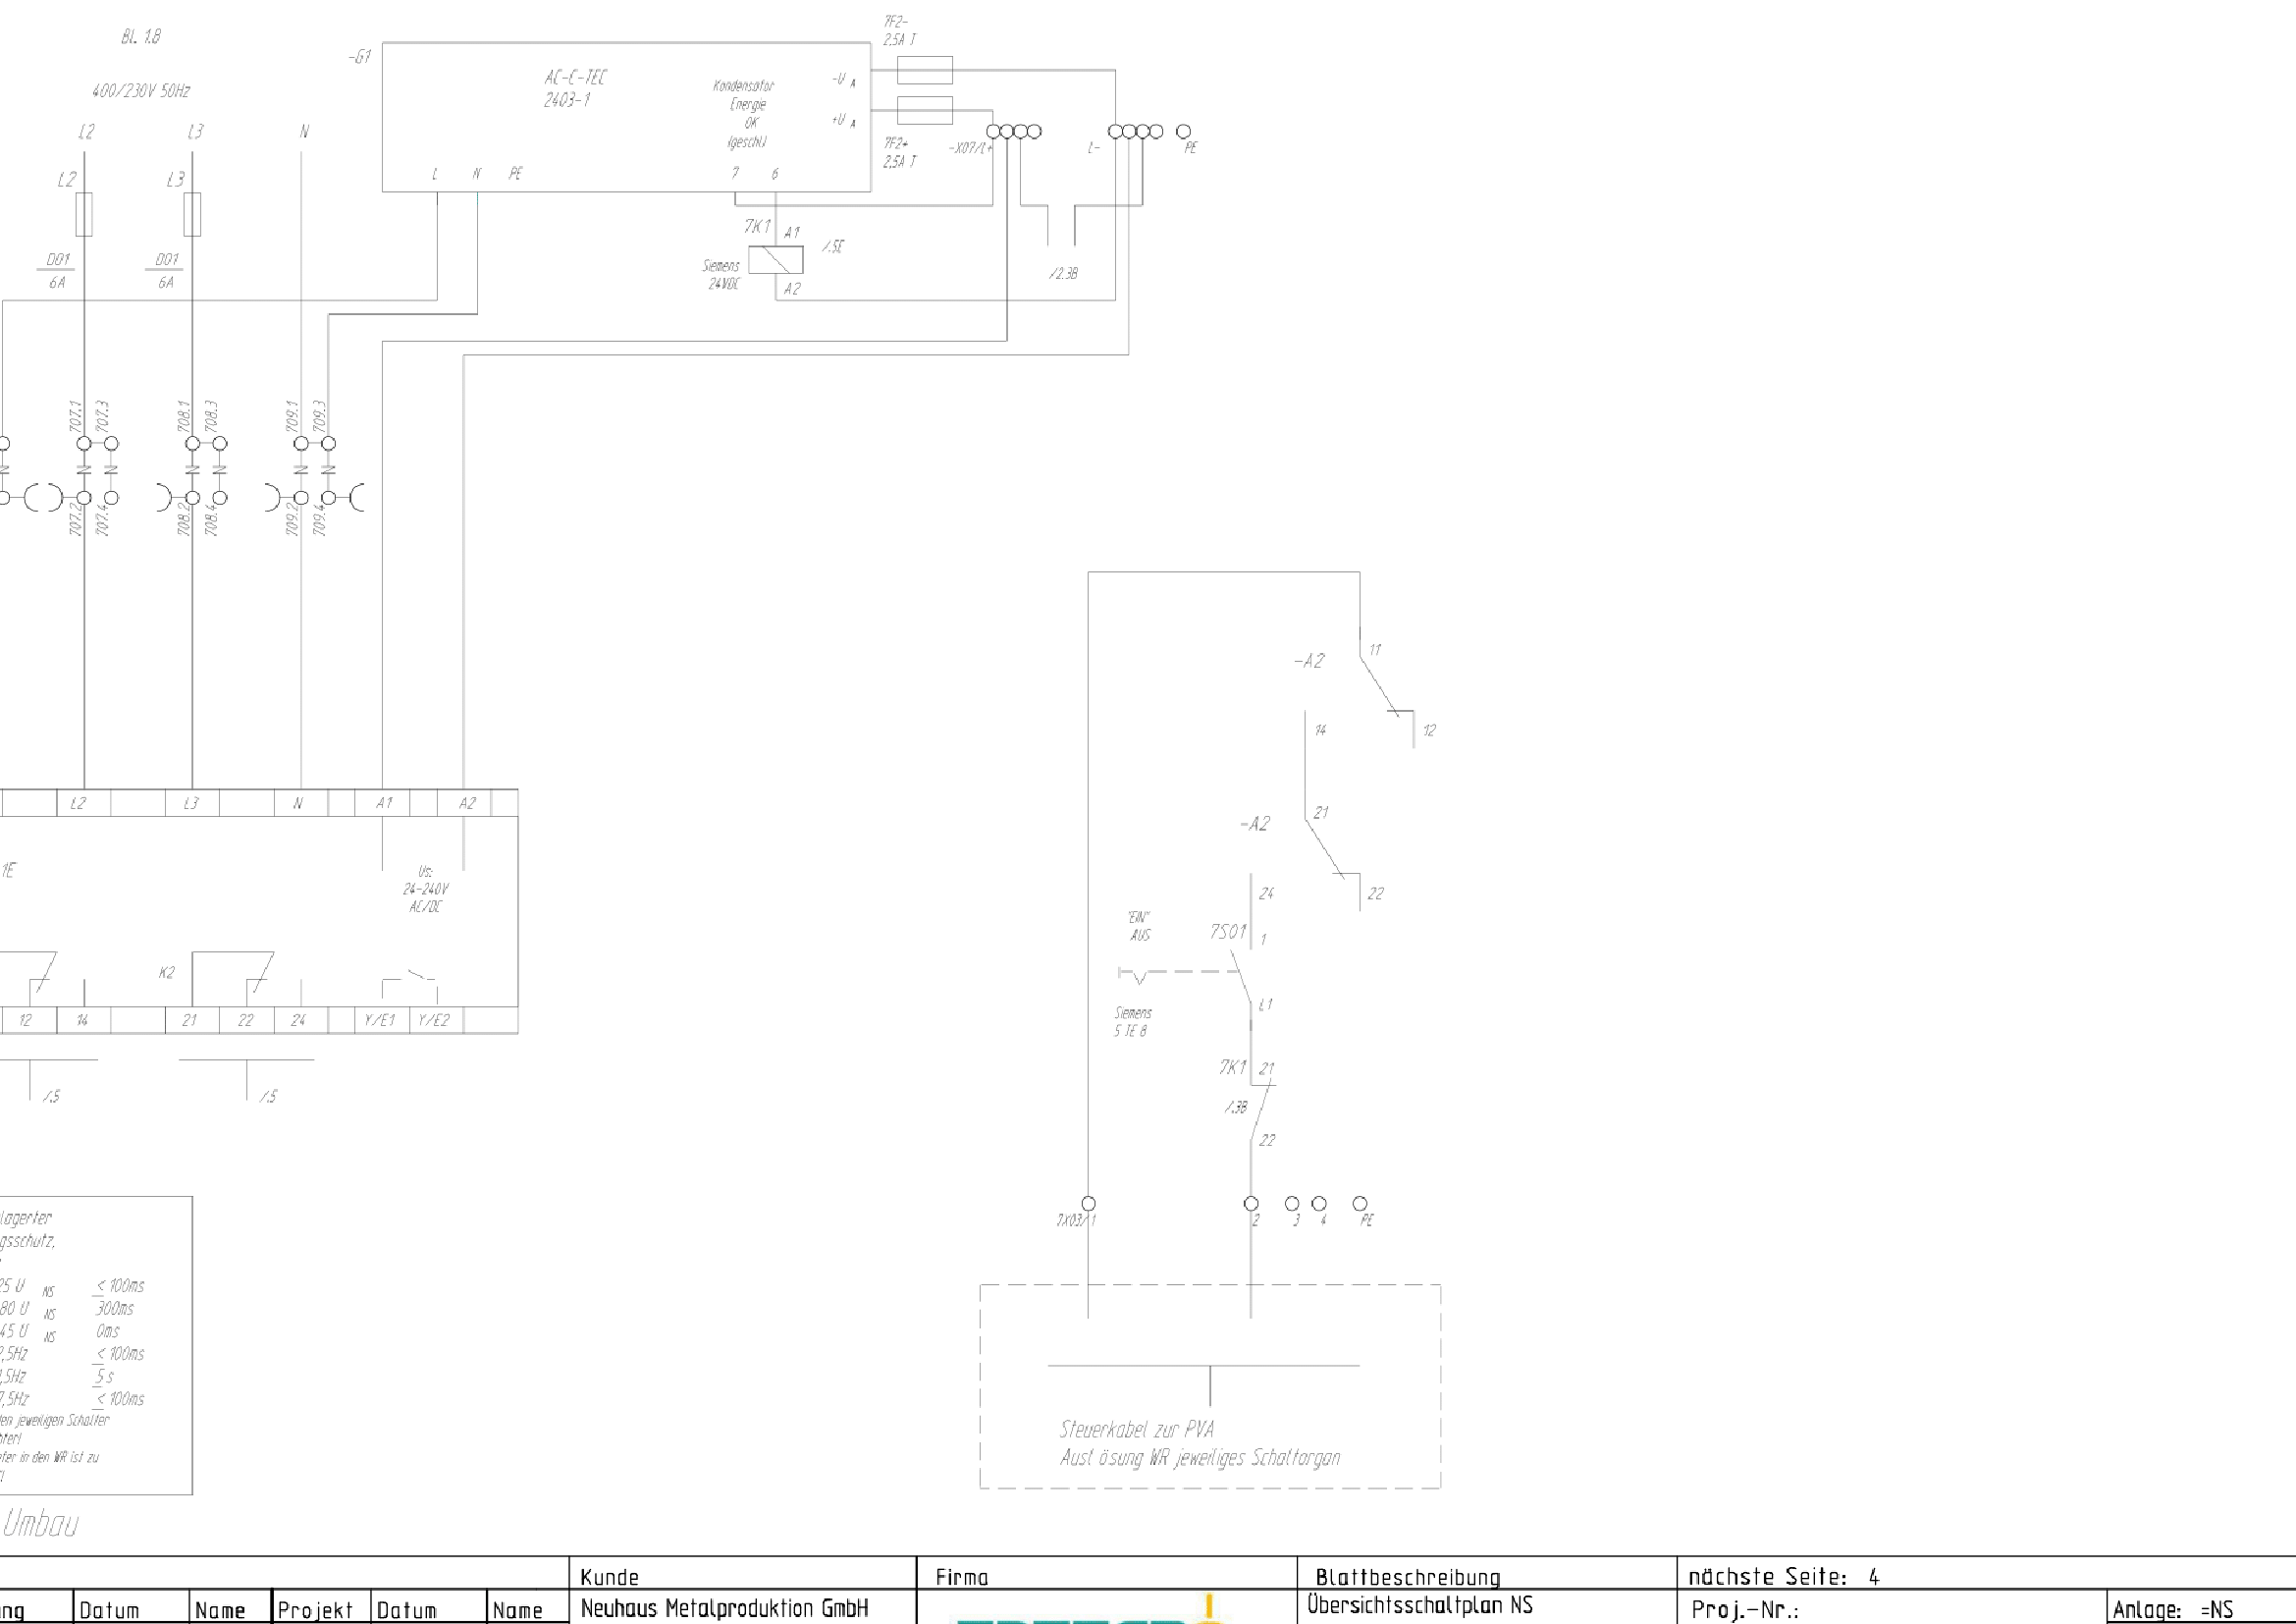 BL 1.8
400/230V 50Hz
L2
L3
N
L2
L3
D01
6A
D01
6A
-G1
AC-C-TEC
2403-1
Kondensator
Energie
OK
(geschl.)
-U A
+U A
L
N
PE
7
6
7F2-
2,5A T
7F2+
2,5A T
-X07/L+
L-
PE
7K1
A1
/.5E
Siemens
24VDC
A2
/2.3B
707.1
707.3
708.1
708.3
709.1
709.3
707.2
707.4
708.2
708.4
709.2
709.4
-A2
11
14
12
-A2
21
24
22
"EIN"
AUS
7S01
1
Siemens
5 TE 8
L1
7K1
21
/.3B
22
7X03/1
2
3
4
PE
Steuerkabel zur PVA
Ausl ösung WR jeweiliges Schaltorgan
L2
L3
N
A1
A2
1E
Us:
24-240V
AC/DC
K2
12
14
21
22
24
Y/E1
Y/E2
/.5
/.5
lagerter
gsschutz,
25 U NS
< 100ms
80 U NS
300ms
45 U NS
0ms
2,5Hz
< 100ms
,5Hz
5 s
7,5Hz
< 100ms
den jeweiligen Schalter
hter!
efer in den WR ist zu
Umbau
Kunde
Firma
Blattbeschreibung
nächste Seite: 4
ng
Datum
Name
Projekt
Datum
Name
Neuhaus Metalproduktion GmbH
Übersichtsschaltplan NS
Proj.-Nr.:
Anlage: =NS